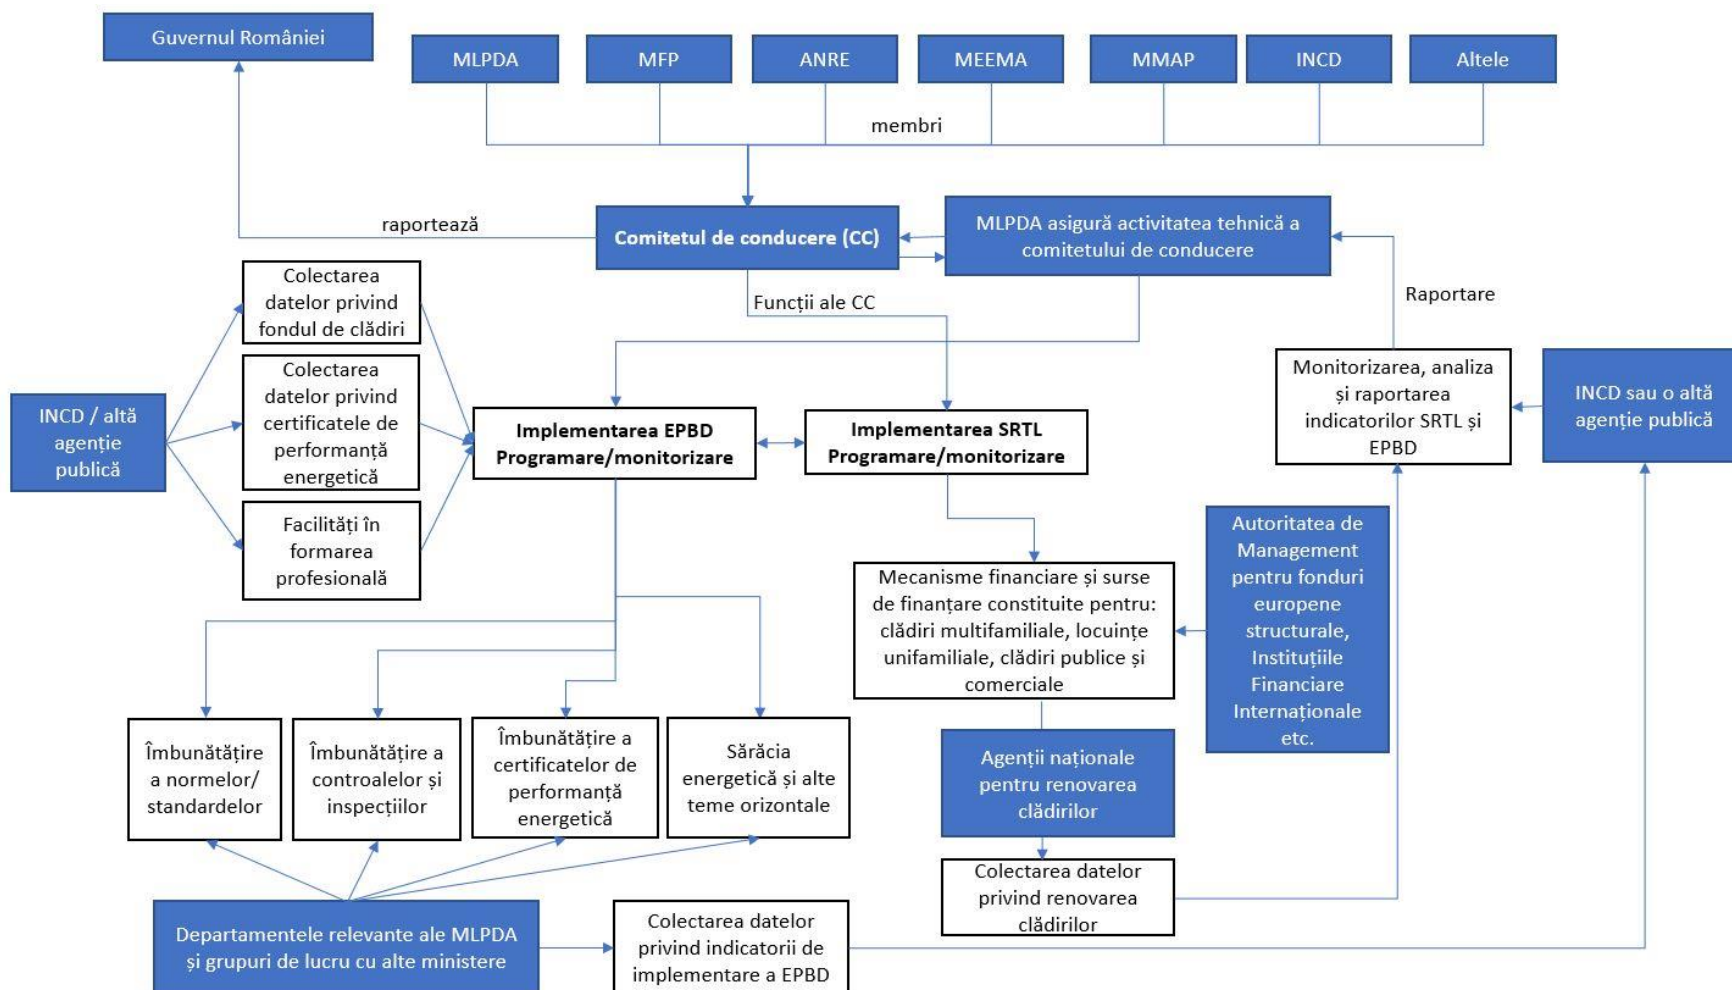 Guvernul României
MLPDA
MFP
ANRE
MEEMA
MMAP
INCD
Altele
membri
raportează
Comitetul de conducere (CC)
MLPDA asigură activitatea tehnică a
comitetului de conducere
Colectarea
datelor privind
fondul de clădiri
Funcții ale CC
Raportare
Colectarea
datelor privind
certificatele de
performanță
energetică
INCD / altă
agenție
publică
Implementarea EPBD
Programare/monitorizare
Implementarea SRTL
Programare/monitorizare
Monitorizarea, analiza
și raportarea
indicatorilor SRTL și
EPBD
INCD sau o altă
agenție publică
Facilități în
formarea
profesională
Mecanisme financiare și surse
de finanțare constituite pentru:
clădiri multifamiliale, locuințe
unifamiliale, clădiri publice și
comerciale
Autoritatea de
Management
pentru fonduri
europene
structurale,
Instituțiile
Financiare
Internaționale
etc.
Îmbunătățire
a normelor/
standardelor
Îmbunătățire a
controalelor și
inspecțiilor
Îmbunătățire a
certificatelor de
performanță
energetică
Sărăcia
energetică și alte
teme orizontale
Agenții naționale
pentru renovarea
clădirilor
Colectarea datelor
privind renovarea
clădirilor
Departamentele relevante ale MLPDA
și grupuri de lucru cu alte ministere
Colectarea datelor
privind indicatorii de
implementare a EPBD